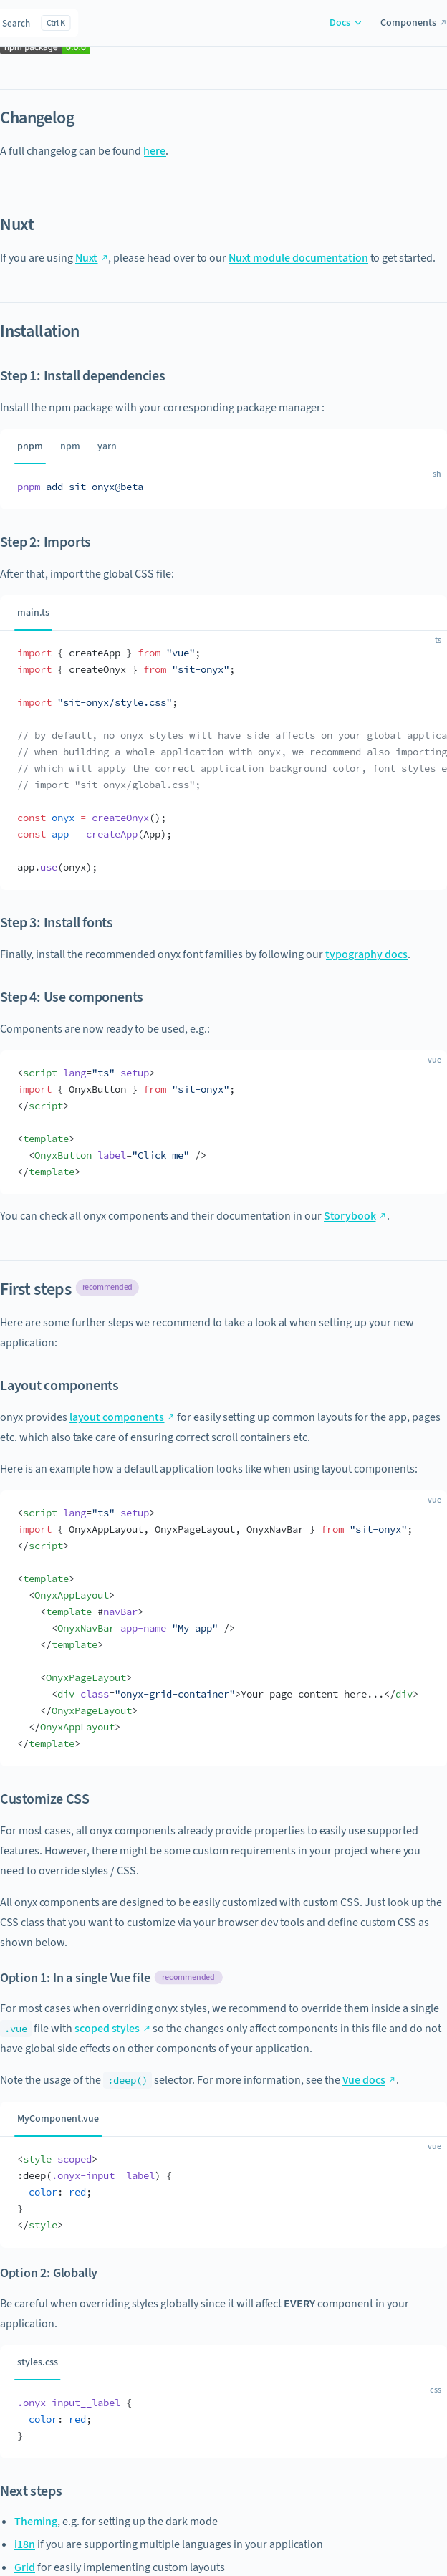 Search Ctrl K Docs Components
npm package 0.0.0
Changelog
A full changelog can be found here.
Nuxt
If you are using Nuxt, please head over to our Nuxt module documentation to get started.
Installation
Step 1: Install dependencies
Install the npm package with your corresponding package manager:
pnpm npm yarn
sh
pnpm add sit-onyx@beta
Step 2: Imports
After that, import the global CSS file:
main.ts
ts
import { createApp } from "vue";
import { createOnyx } from "sit-onyx";
import "sit-onyx/style.css";
// by default, no onyx styles will have side affects on your global applica
// when building a whole application with onyx, we recommend also importing
// which will apply the correct application background color, font styles e
// import "sit-onyx/global.css";
const onyx = createOnyx();
const app = createApp(App);
app.use(onyx);
Step 3: Install fonts
Finally, install the recommended onyx font families by following our typography docs.
Step 4: Use components
Components are now ready to be used, e.g.:
vue
<script lang="ts" setup>
import { OnyxButton } from "sit-onyx";
</script>
<template>
  <OnyxButton label="Click me" />
</template>
You can check all onyx components and their documentation in our Storybook.
First steps recommended
Here are some further steps we recommend to take a look at when setting up your new
application:
Layout components
onyx provides layout components for easily setting up common layouts for the app, pages
etc. which also take care of ensuring correct scroll containers etc.
Here is an example how a default application looks like when using layout components:
vue
<script lang="ts" setup>
import { OnyxAppLayout, OnyxPageLayout, OnyxNavBar } from "sit-onyx";
</script>
<template>
  <OnyxAppLayout>
    <template #navBar>
      <OnyxNavBar app-name="My app" />
    </template>
    <OnyxPageLayout>
      <div class="onyx-grid-container">Your page content here...</div>
    </OnyxPageLayout>
  </OnyxAppLayout>
</template>
Customize CSS
For most cases, all onyx components already provide properties to easily use supported
features. However, there might be some custom requirements in your project where you
need to override styles / CSS.
All onyx components are designed to be easily customized with custom CSS. Just look up the
CSS class that you want to customize via your browser dev tools and define custom CSS as
shown below.
Option 1: In a single Vue file recommended
For most cases when overriding onyx styles, we recommend to override them inside a single
.vue file with scoped styles so the changes only affect components in this file and do not
have global side effects on other components of your application.
Note the usage of the :deep() selector. For more information, see the Vue docs.
MyComponent.vue
vue
<style scoped>
:deep(.onyx-input__label) {
  color: red;
}
</style>
Option 2: Globally
Be careful when overriding styles globally since it will affect EVERY component in your
application.
styles.css
css
.onyx-input__label {
  color: red;
}
Next steps
• Theming, e.g. for setting up the dark mode
• i18n if you are supporting multiple languages in your application
• Grid for easily implementing custom layouts